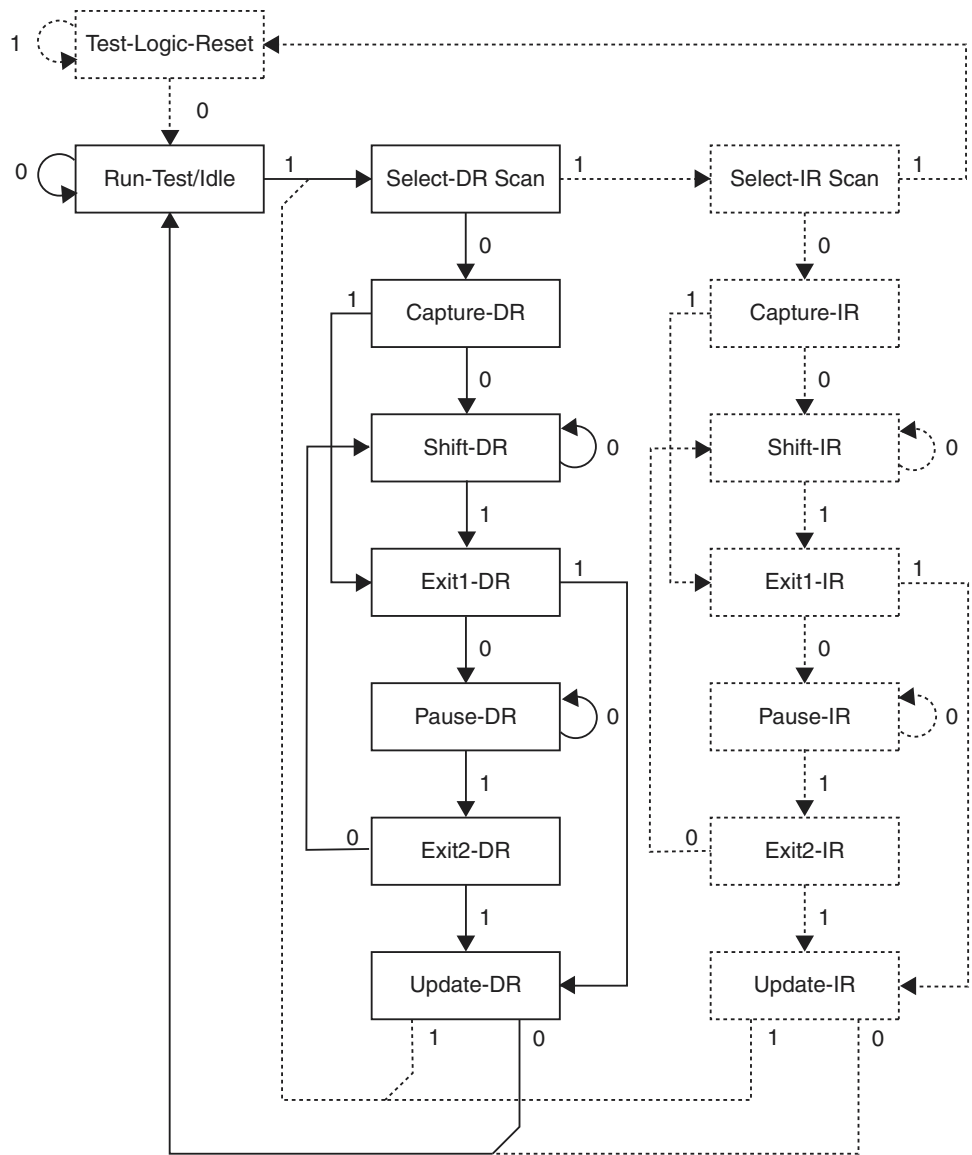 1
Test-Logic-Reset
0
0
Run-Test/Idle
1
Select-DR Scan
1
Select-IR Scan
1
0
0
1
Capture-DR
1
Capture-IR
0
0
Shift-DR
0
Shift-IR
0
1
1
Exit1-DR
1
Exit1-IR
1
0
0
Pause-DR
0
Pause-IR
0
1
1
0
Exit2-DR
0
Exit2-IR
1
1
Update-DR
Update-IR
1
0
1
0